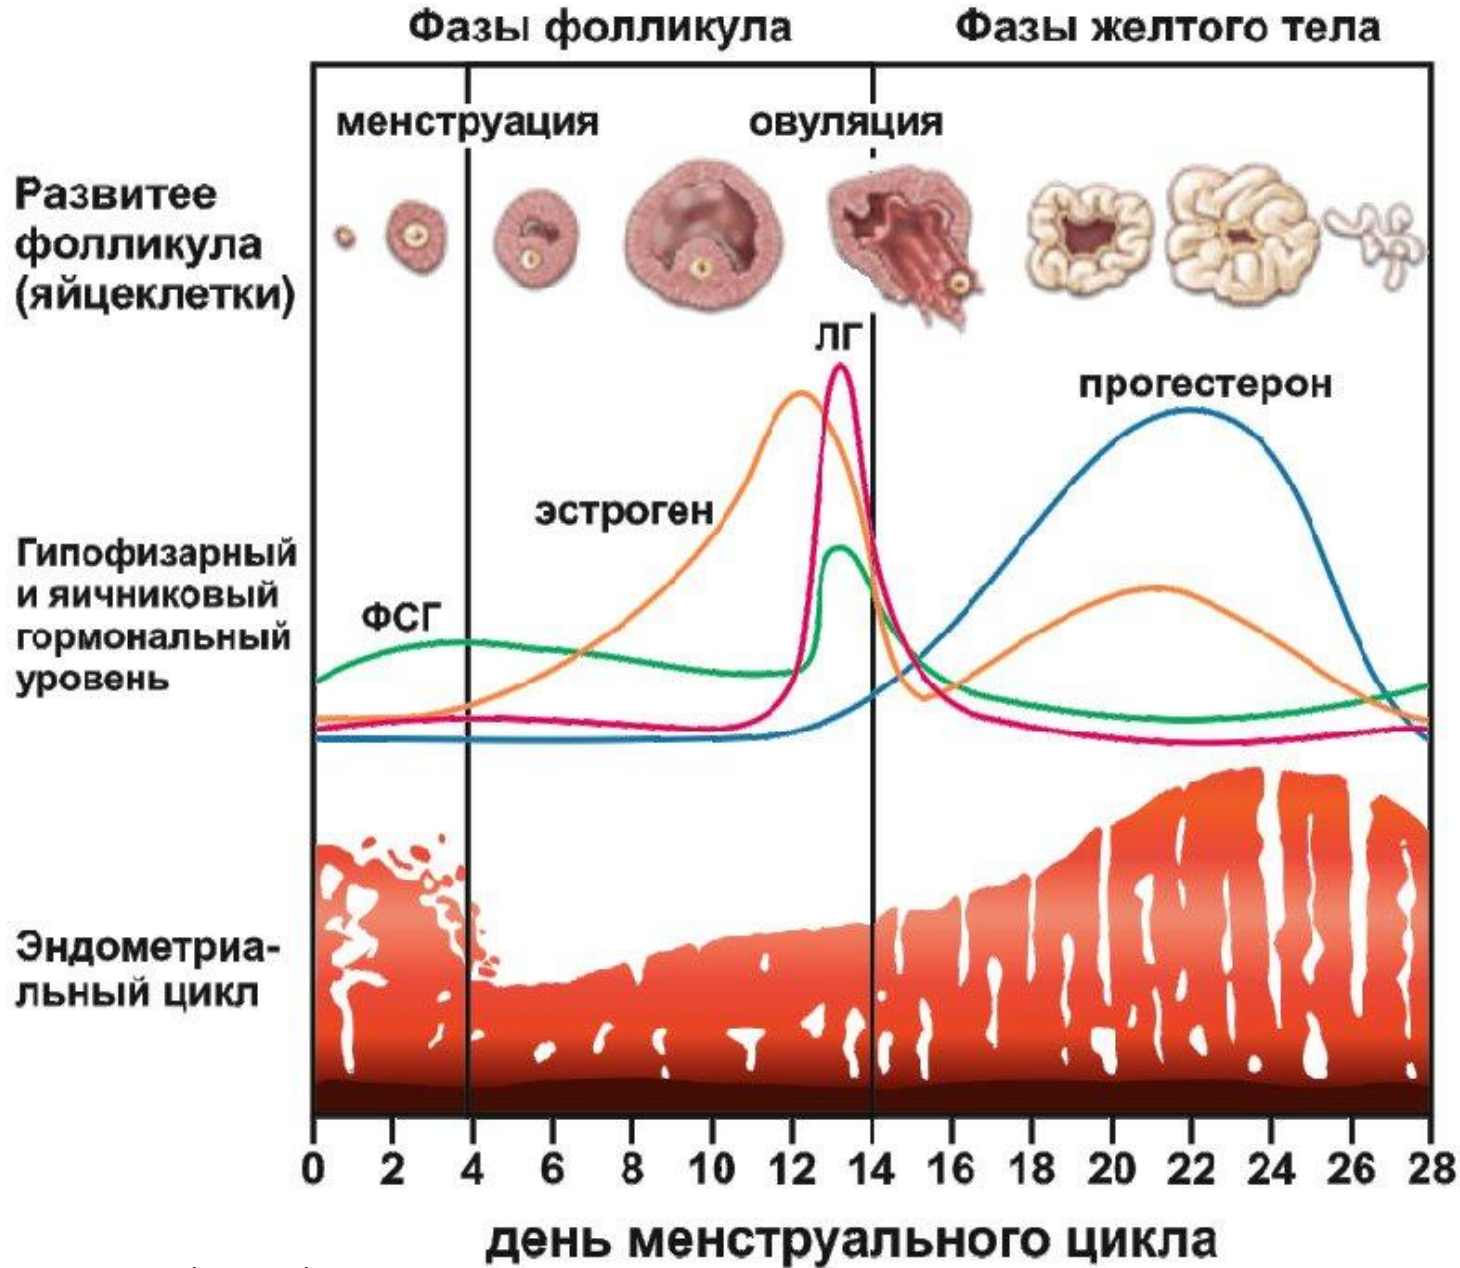 Фазы фолликула
Фазы желтого тела
менструация
овуляция
Развитее
фолликула
(яйцеклетки)
ЛГ
прогестерон
эстроген
ФСГ
Гипофизарный
и яичниковый
гормональный
уровень
Эндометриа-
льный цикл
0 2 4 6 8 10 12 14 16 18 20 22 24 26 28
день менструального цикла